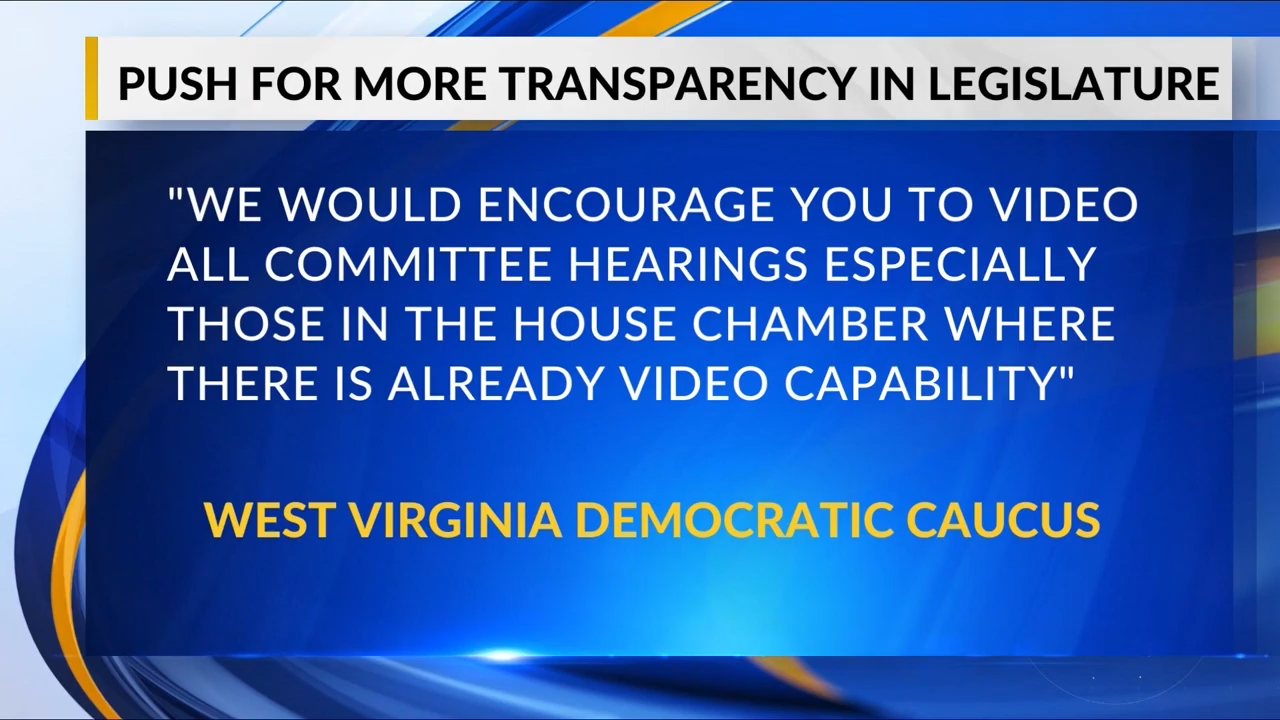 PUSH FOR MORE TRANSPARENCY IN LEGISLATURE
"WE WOULD ENCOURAGE YOU TO VIDEO
ALL COMMITTEE HEARINGS ESPECIALLY
THOSE IN THE HOUSE CHAMBER WHERE
THERE IS ALREADY VIDEO CAPABILITY"
WEST VIRGINIA DEMOCRATIC CAUCUS